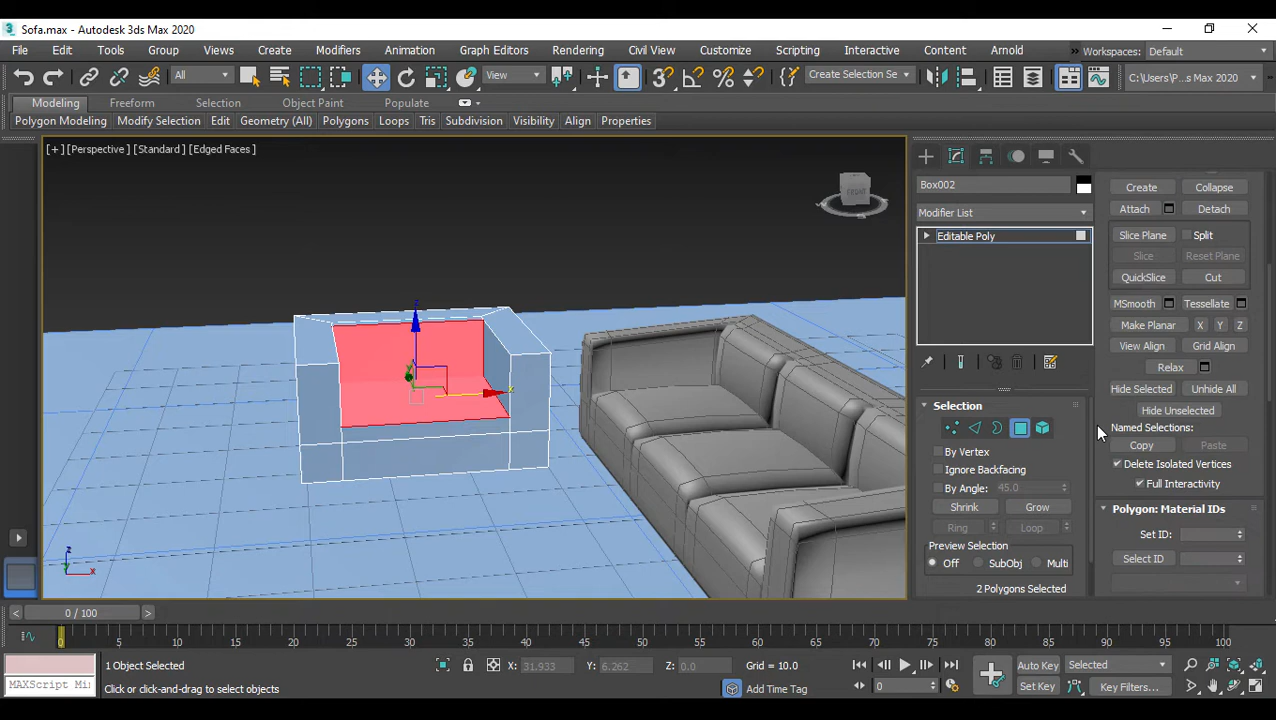 Sofa.max - Autodesk 3ds Max 2020
File Edit Tools Group Views Create Modifiers Animation Graph Editors Rendering Civil View Customize Scripting Interactive Content Arnold » Workspaces: Default
All View Create Selection Se C:\Users\P...s Max 2020
Modeling Freeform Selection Object Paint Populate
Polygon Modeling Modify Selection Edit Geometry (All) Polygons Loops Tris Subdivision Visibility Align Properties
[+] [Perspective] [Standard] [Edged Faces]
FRONT
Box002
Modifier List
Editable Poly
Selection
By Vertex
Ignore Backfacing
By Angle: 45.0
Shrink Grow
Ring Loop
Preview Selection
Off SubObj Multi
2 Polygons Selected
Create Collapse
Attach Detach
Slice Plane Split
Slice Reset Plane
QuickSlice Cut
MSmooth Tessellate
Make Planar X Y Z
View Align Grid Align
Relax
Hide Selected Unhide All
Hide Unselected
Named Selections:
Copy Paste
Delete Isolated Vertices
Full Interactivity
Polygon: Material IDs
Set ID:
Select ID
z
x
y
z
x
< 0 / 100 >
0 5 10 15 20 25 30 35 40 45 50 55 60 65 70 75 80 85 90 95 100
1 Object Selected X: 31.933 Y: 6.262 Z: 0.0 Grid = 10.0 Auto Key Selected
MAXScript Mi Click or click-and-drag to select objects Add Time Tag 0 Set Key Key Filters...